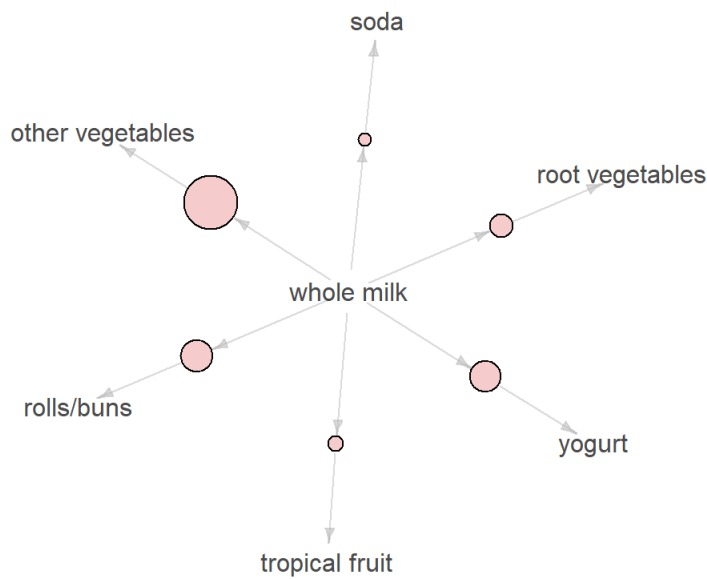 soda
other vegetables
root vegetables
whole milk
rolls/buns
yogurt
tropical fruit